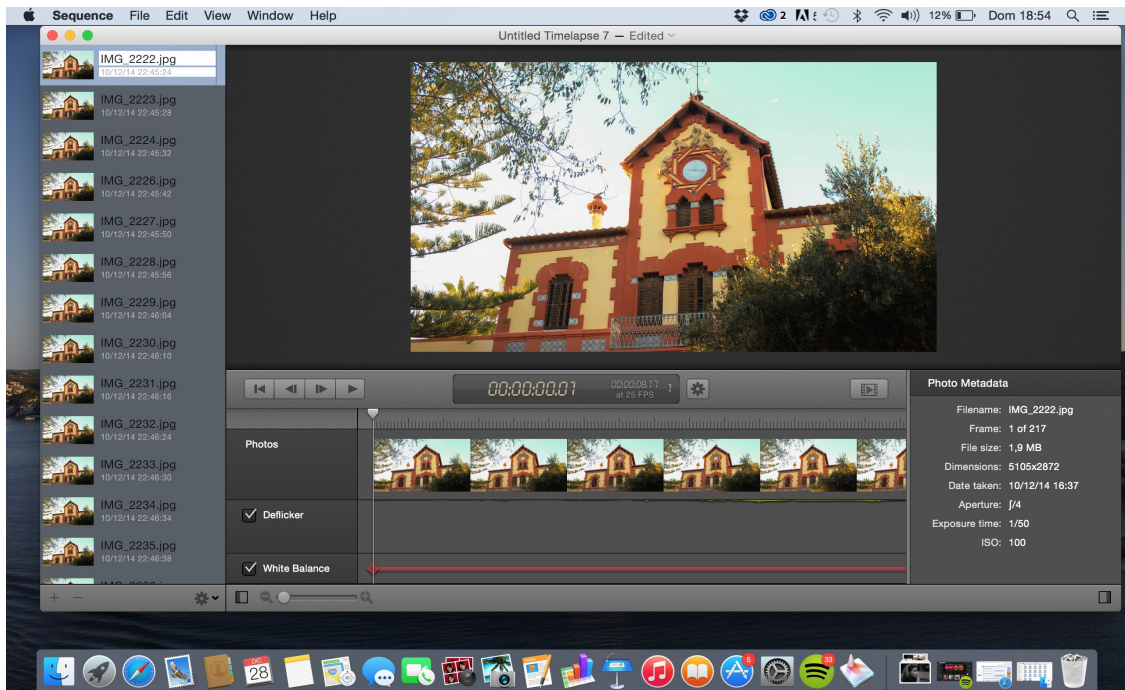 Sequence File Edit View Window Help
2 12% Dom 18:54
Untitled Timelapse 7 — Edited
IMG_2222.jpg
10/12/14 22:45:24
IMG_2223.jpg
10/12/14 22:45:28
IMG_2224.jpg
10/12/14 22:45:32
IMG_2226.jpg
10/12/14 22:45:42
IMG_2227.jpg
10/12/14 22:45:50
IMG_2228.jpg
10/12/14 22:45:56
IMG_2229.jpg
10/12/14 22:46:04
IMG_2230.jpg
10/12/14 22:46:10
IMG_2231.jpg
10/12/14 22:46:16
IMG_2232.jpg
10/12/14 22:46:24
IMG_2233.jpg
10/12/14 22:46:30
IMG_2234.jpg
10/12/14 22:46:34
IMG_2235.jpg
10/12/14 22:46:38
00:00:00.01
00:00:08.17
at 25 FPS
1
Photos
Deflicker
White Balance
Photo Metadata
Filename: IMG_2222.jpg
Frame: 1 of 217
File size: 1,9 MB
Dimensions: 5105x2872
Date taken: 10/12/14 16:37
Aperture: ƒ/4
Exposure time: 1/50
ISO: 100
DIC
28
5
33